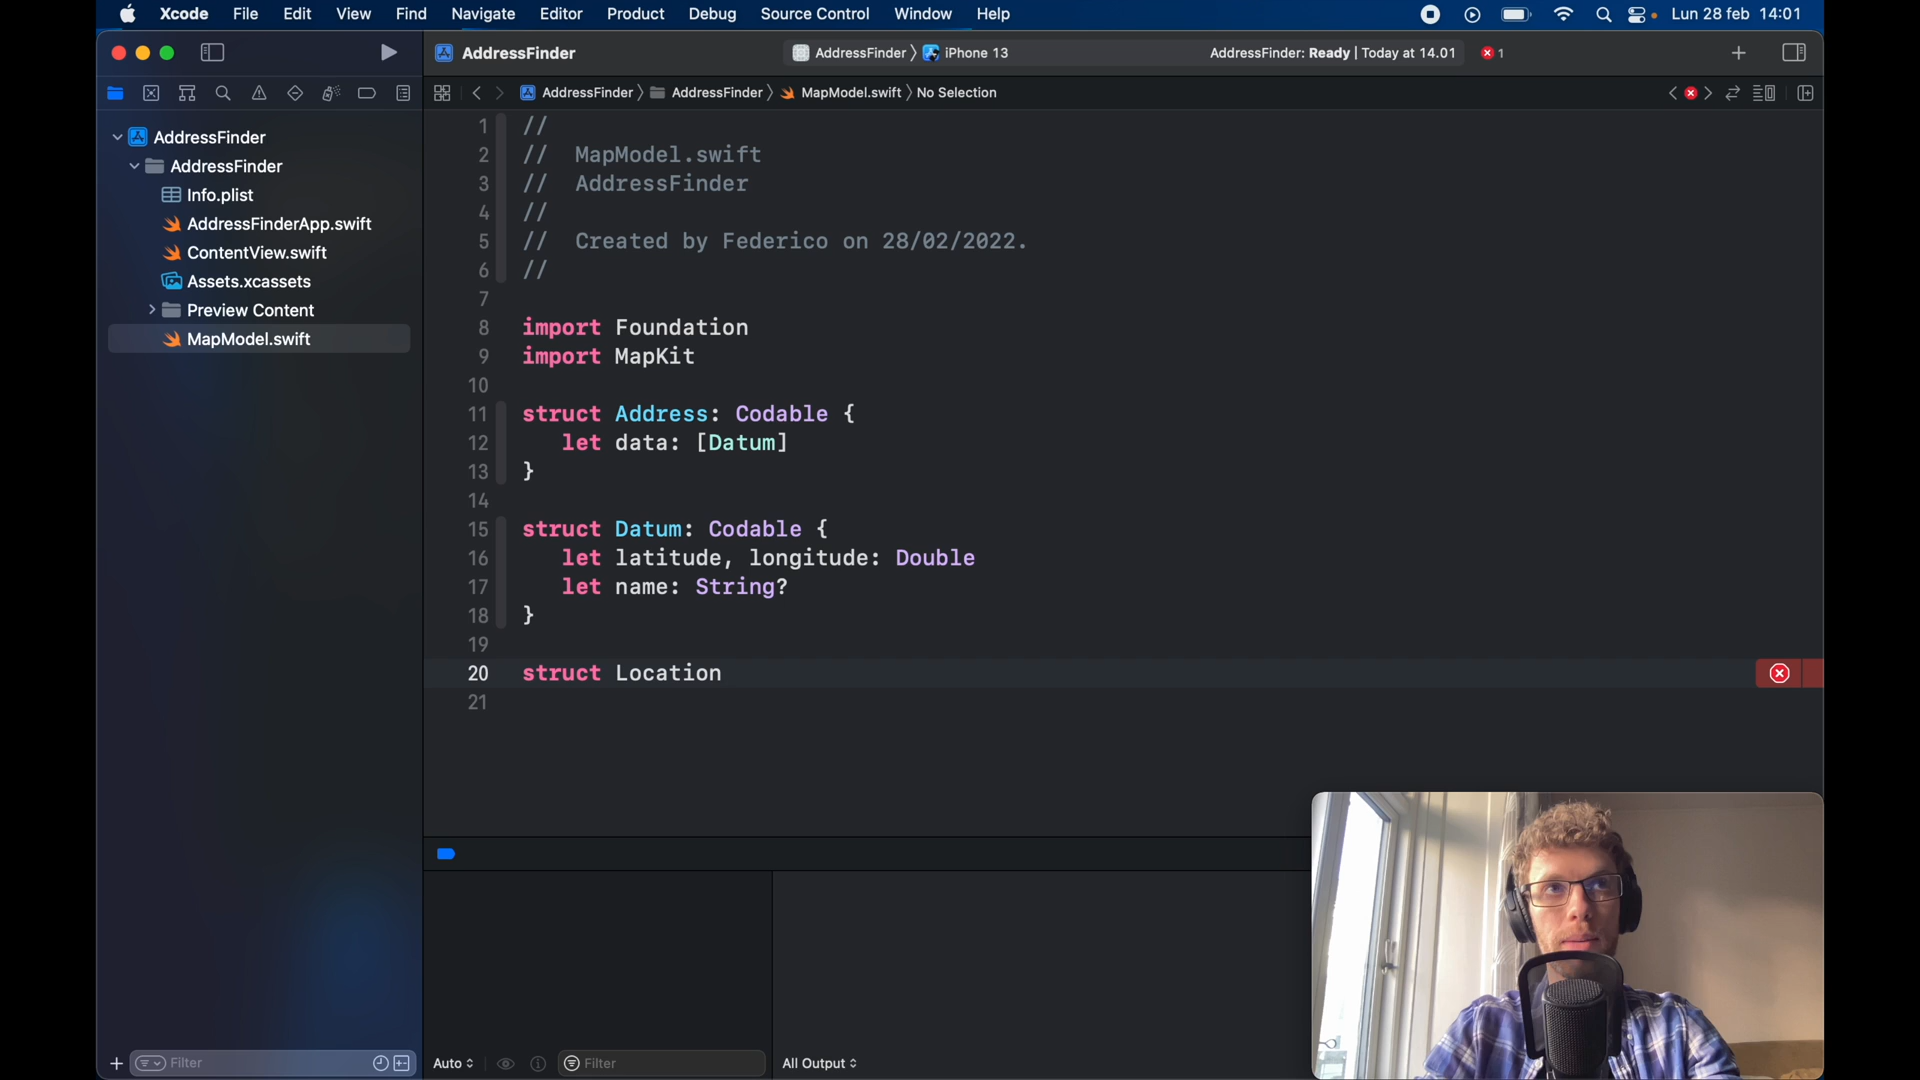 Xcode File Edit View Find Navigate Editor Product Debug Source Control Window Help Lun 28 feb 14:01
AddressFinder AddressFinder iPhone 13 AddressFinder: Ready | Today at 14.01 1
AddressFinder AddressFinder MapModel.swift No Selection
AddressFinder
AddressFinder
Info.plist
AddressFinderApp.swift
ContentView.swift
Assets.xcassets
Preview Content
MapModel.swift
1 //
2 // MapModel.swift
3 // AddressFinder
4 //
5 // Created by Federico on 28/02/2022.
6 //
7
8 import Foundation
9 import MapKit
10
11 struct Address: Codable {
12 let data: [Datum]
13 }
14
15 struct Datum: Codable {
16 let latitude, longitude: Double
17 let name: String?
18 }
19
20 struct Location
21
Filter
Auto Filter All Output